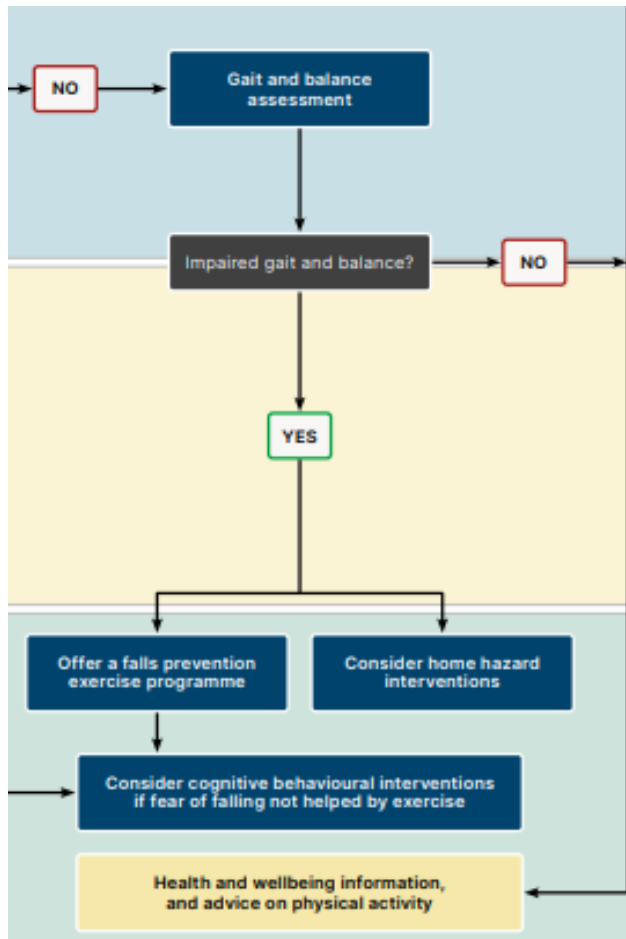 NO
Gait and balance
assessment
Impaired gait and balance?
NO
YES
Offer a falls prevention
exercise programme
Consider home hazard
interventions
Consider cognitive behavioural interventions
if fear of falling not helped by exercise
Health and wellbeing information,
and advice on physical activity